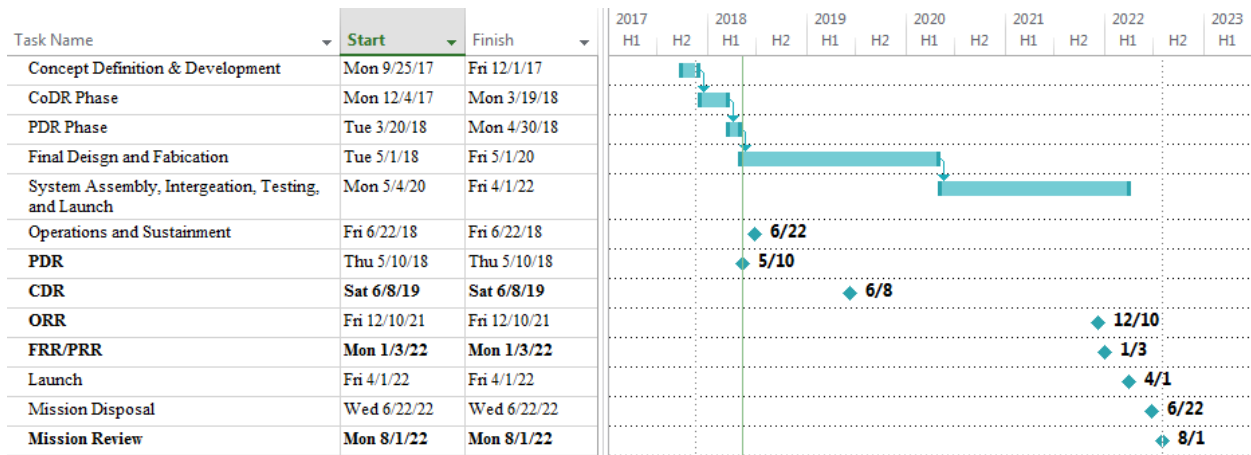 2017 2018 2019 2020 2021 2022 2023
Task Name Start Finish H1 H2 H1 H2 H1 H2 H1 H2 H1 H2 H1 H2 H1
Concept Definition & Development Mon 9/25/17 Fri 12/1/17
CoDR Phase Mon 12/4/17 Mon 3/19/18
PDR Phase Tue 3/20/18 Mon 4/30/18
Final Deisgn and Fabication Tue 5/1/18 Fri 5/1/20
System Assembly, Intergeation, Testing, Mon 5/4/20 Fri 4/1/22
and Launch
Operations and Sustainment Fri 6/22/18 Fri 6/22/18 6/22
PDR Thu 5/10/18 Thu 5/10/18 5/10
CDR Sat 6/8/19 Sat 6/8/19 6/8
ORR Fri 12/10/21 Fri 12/10/21 12/10
FRR/PRR Mon 1/3/22 Mon 1/3/22 1/3
Launch Fri 4/1/22 Fri 4/1/22 4/1
Mission Disposal Wed 6/22/22 Wed 6/22/22 6/22
Mission Review Mon 8/1/22 Mon 8/1/22 8/1